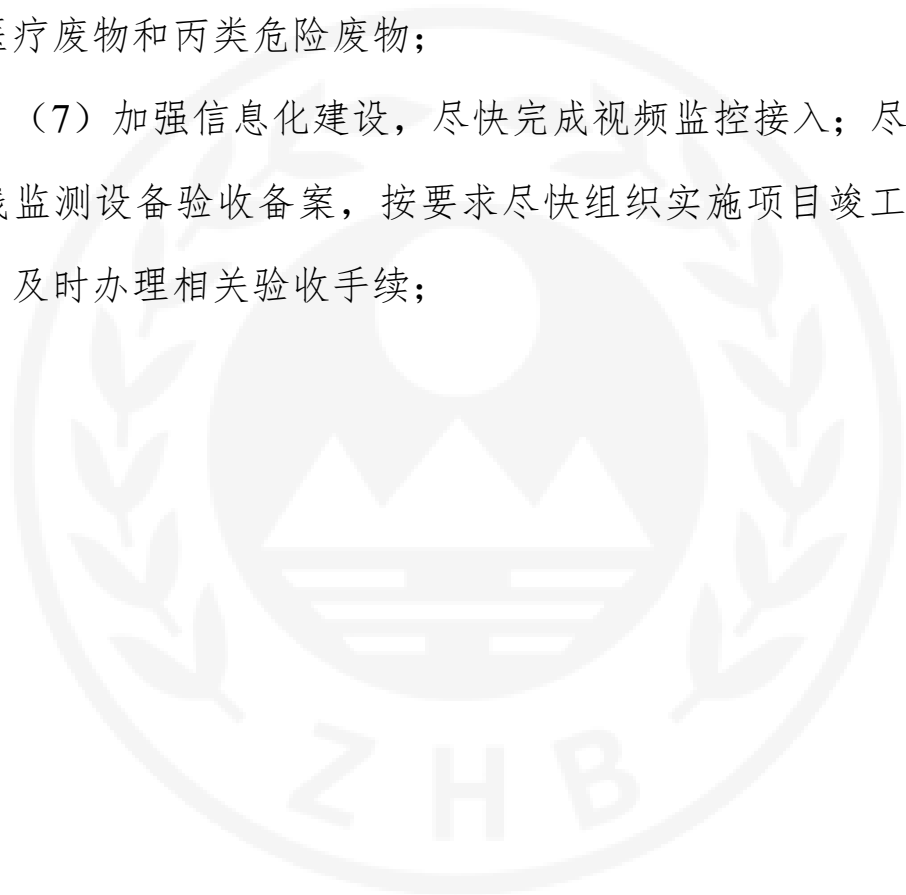 医疗废物和丙类危险废物；
（7）加强信息化建设，尽快完成视频监控接入；尽
线监测设备验收备案，按要求尽快组织实施项目竣工
及时办理相关验收手续；
ZHB